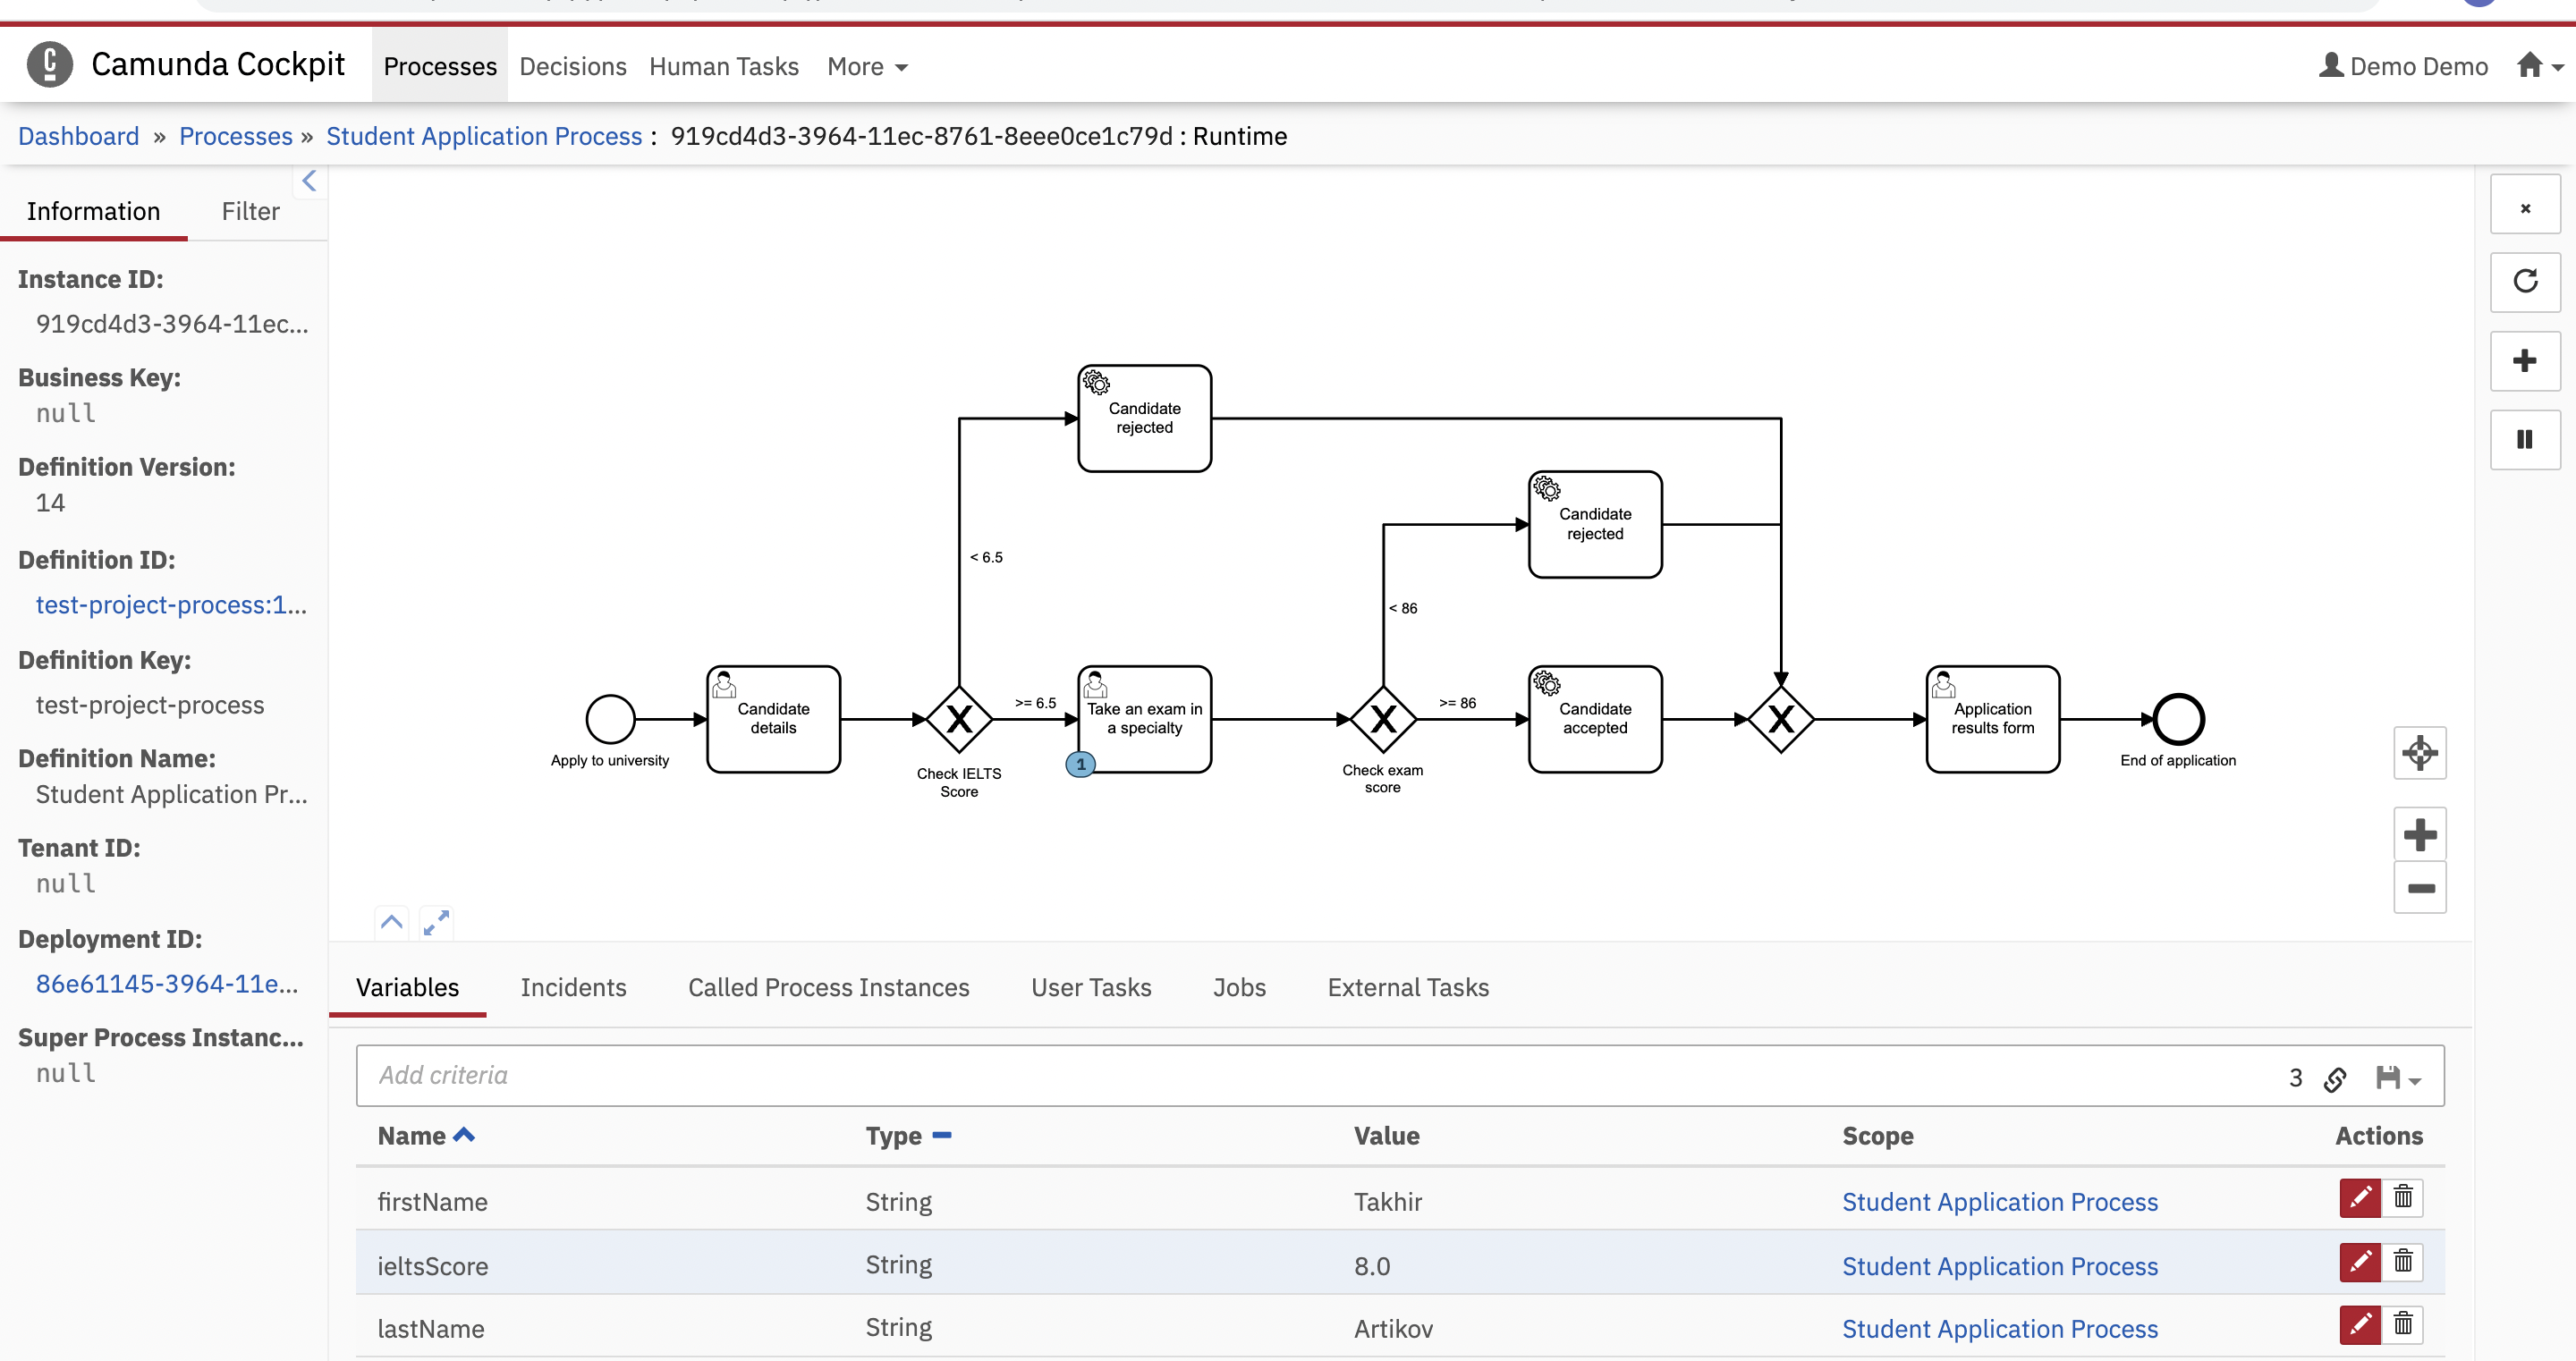 Camunda Cockpit Processes Decisions Human Tasks More Demo Demo
Dashboard » Processes » Student Application Process : 919cd4d3-3964-11ec-8761-8eee0ce1c79d : Runtime
Information Filter
Instance ID:
919cd4d3-3964-11ec...
Business Key:
null
Definition Version:
14
Definition ID:
test-project-process:1...
Definition Key:
test-project-process
Definition Name:
Student Application Pr...
Tenant ID:
null
Deployment ID:
86e61145-3964-11e...
Super Process Instanc...
null
Candidate
rejected
Candidate
rejected
< 6.5
< 86
Apply to university
Candidate
details
Check IELTS
Score
>= 6.5
Take an exam in
a specialty
1
Check exam
score
>= 86
Candidate
accepted
Application
results form
End of application
Variables Incidents Called Process Instances User Tasks Jobs External Tasks
Add criteria 3
Name Type Value Scope Actions
firstName String Takhir Student Application Process
ieltsScore String 8.0 Student Application Process
lastName String Artikov Student Application Process